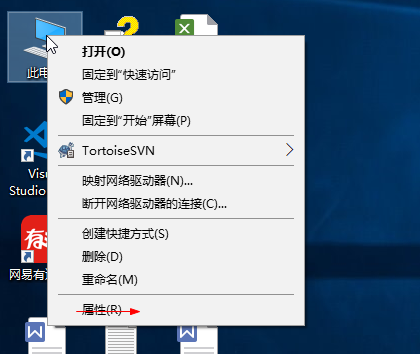 此电
打开(O)
固定到"快速访问"
管理(G)
固定到"开始"屏幕(P)
TortoiseSVN
映射网络驱动器(N)...
断开网络驱动器的连接(C)...
创建快捷方式(S)
删除(D)
重命名(M)
属性(R)
Visu
Studio
有
网易有
W
W
W